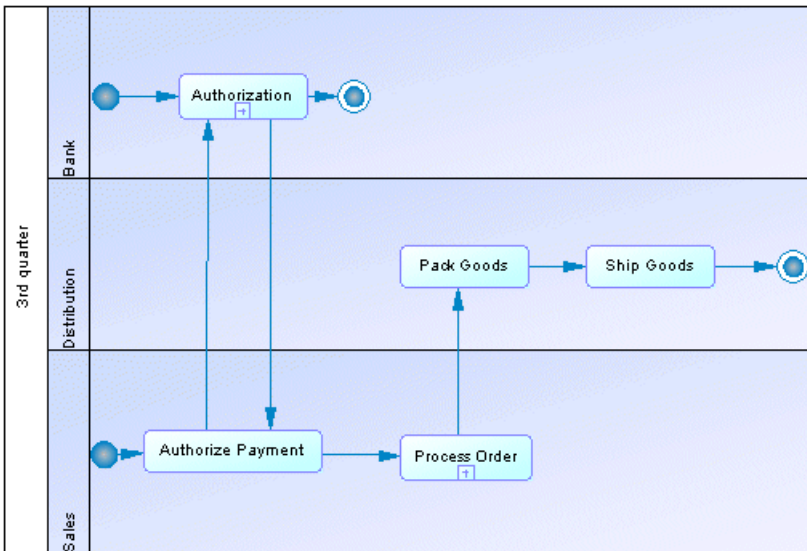 3rd quarter
Bank
Authorization
Distribution
Pack Goods
Ship Goods
Sales
Authorize Payment
Process Order